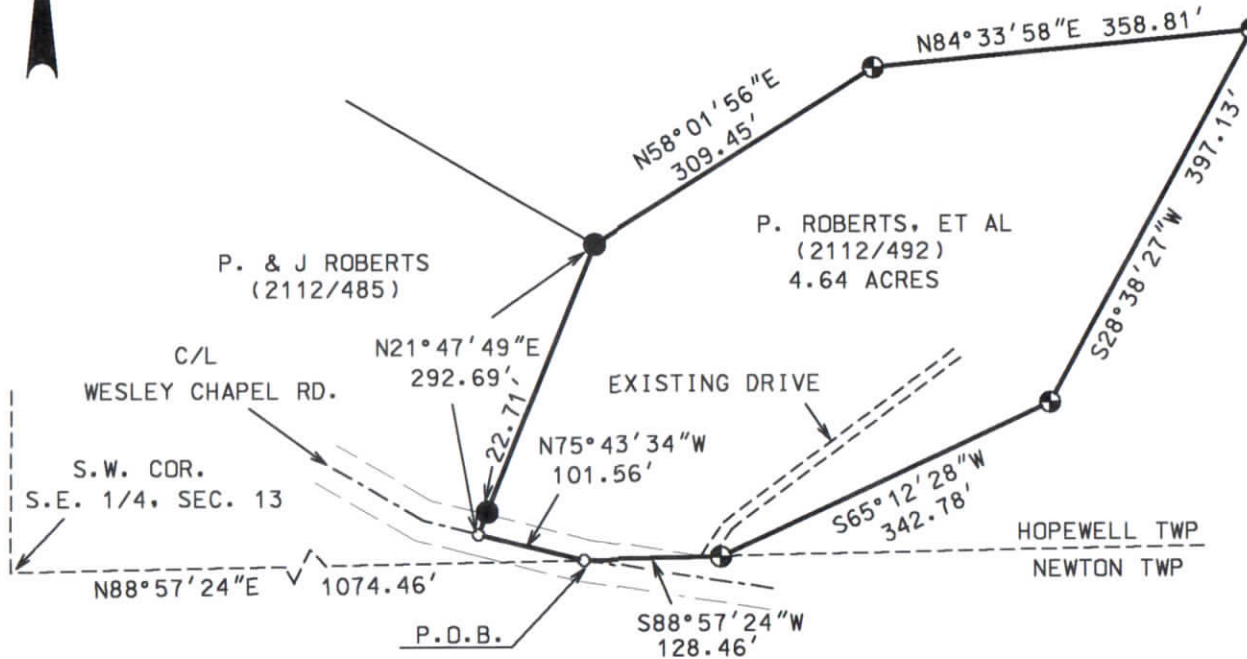 N84°33'58"E 358.81'
N58°01'56"E
309.45'
S28°38'27"W 397.13'
P. ROBERTS, ET AL
(2112/492)
4.64 ACRES
P. & J ROBERTS
(2112/485)
N21°47'49"E
292.69'
22.71'
C/L
WESLEY CHAPEL RD.
EXISTING DRIVE
N75°43'34"W
101.56'
S.W. COR.
S.E. 1/4, SEC. 13
S65°12'28"W
342.78'
HOPEWELL TWP
NEWTON TWP
N88°57'24"E 1074.46'
P.O.B.
S88°57'24"W
128.46'